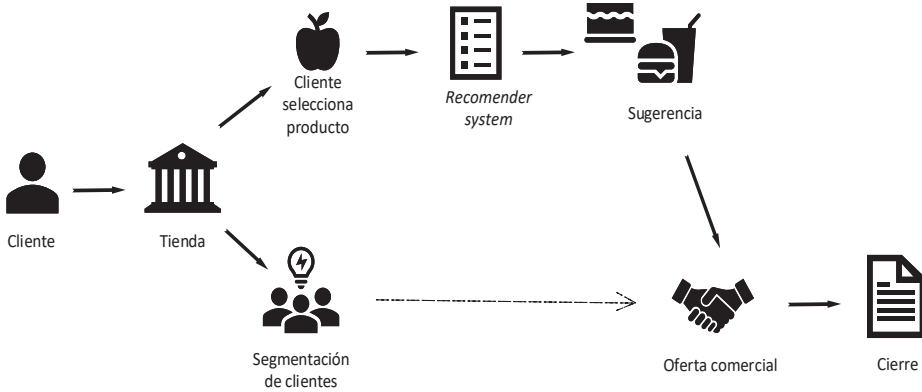 Cliente
Tienda
Cliente
selecciona
producto
Recomender
system
Sugerencia
Segmentación
de clientes
Oferta comercial
Cierre